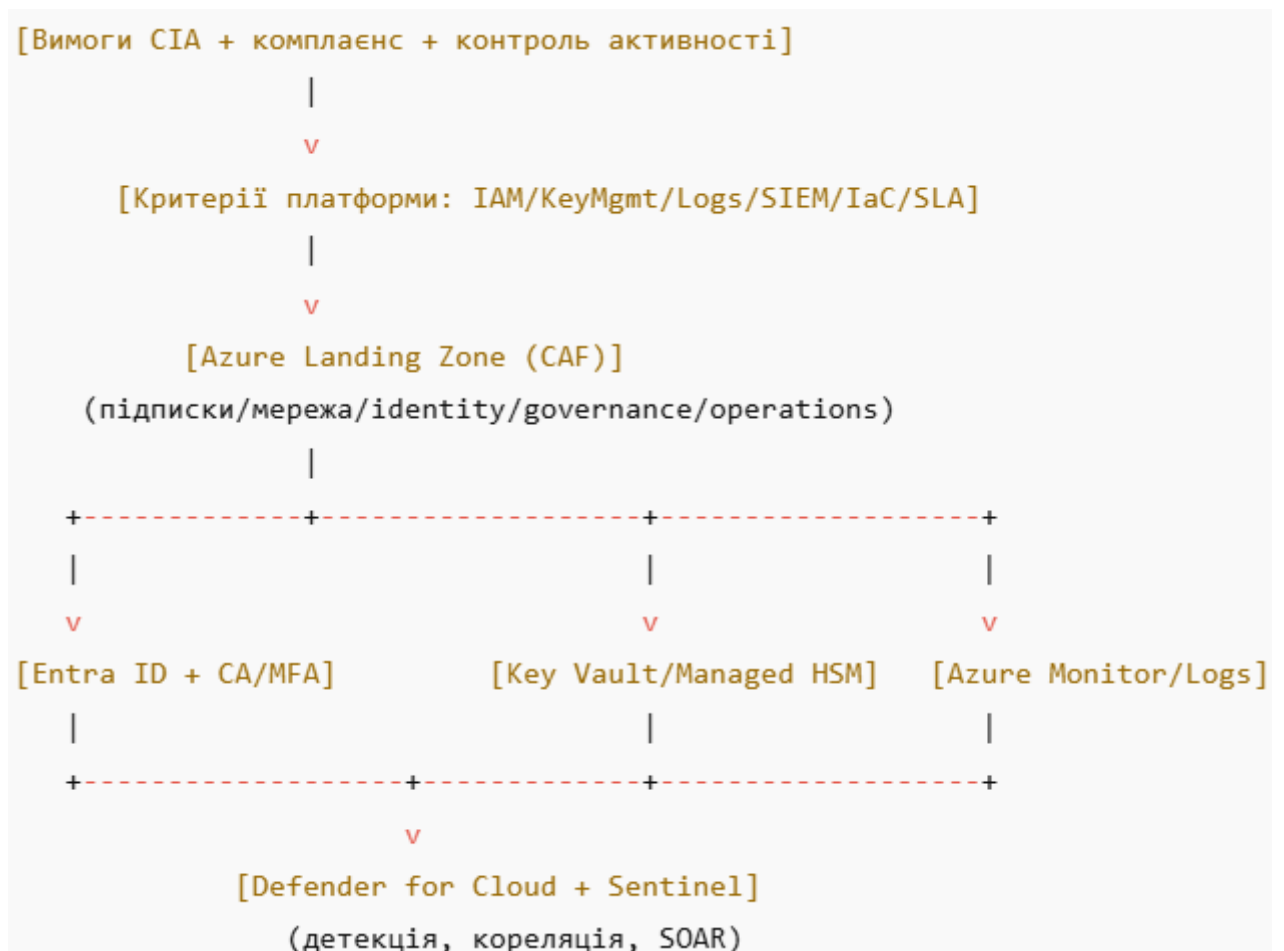 [Вимоги CIA + комплаєнс + контроль активності]
|
v
[Критерії платформи: IAM/KeyMgmt/Logs/SIEM/IaC/SLA]
|
v
[Azure Landing Zone (CAF)]
(підписки/мережа/identity/governance/operations)
|
+-------------+-------------------+-------------------+
| | |
v v v
[Entra ID + CA/MFA] [Key Vault/Managed HSM] [Azure Monitor/Logs]
| | |
+-------------------+-------------+-------------------+
v
[Defender for Cloud + Sentinel]
(детекція, кореляція, SOAR)